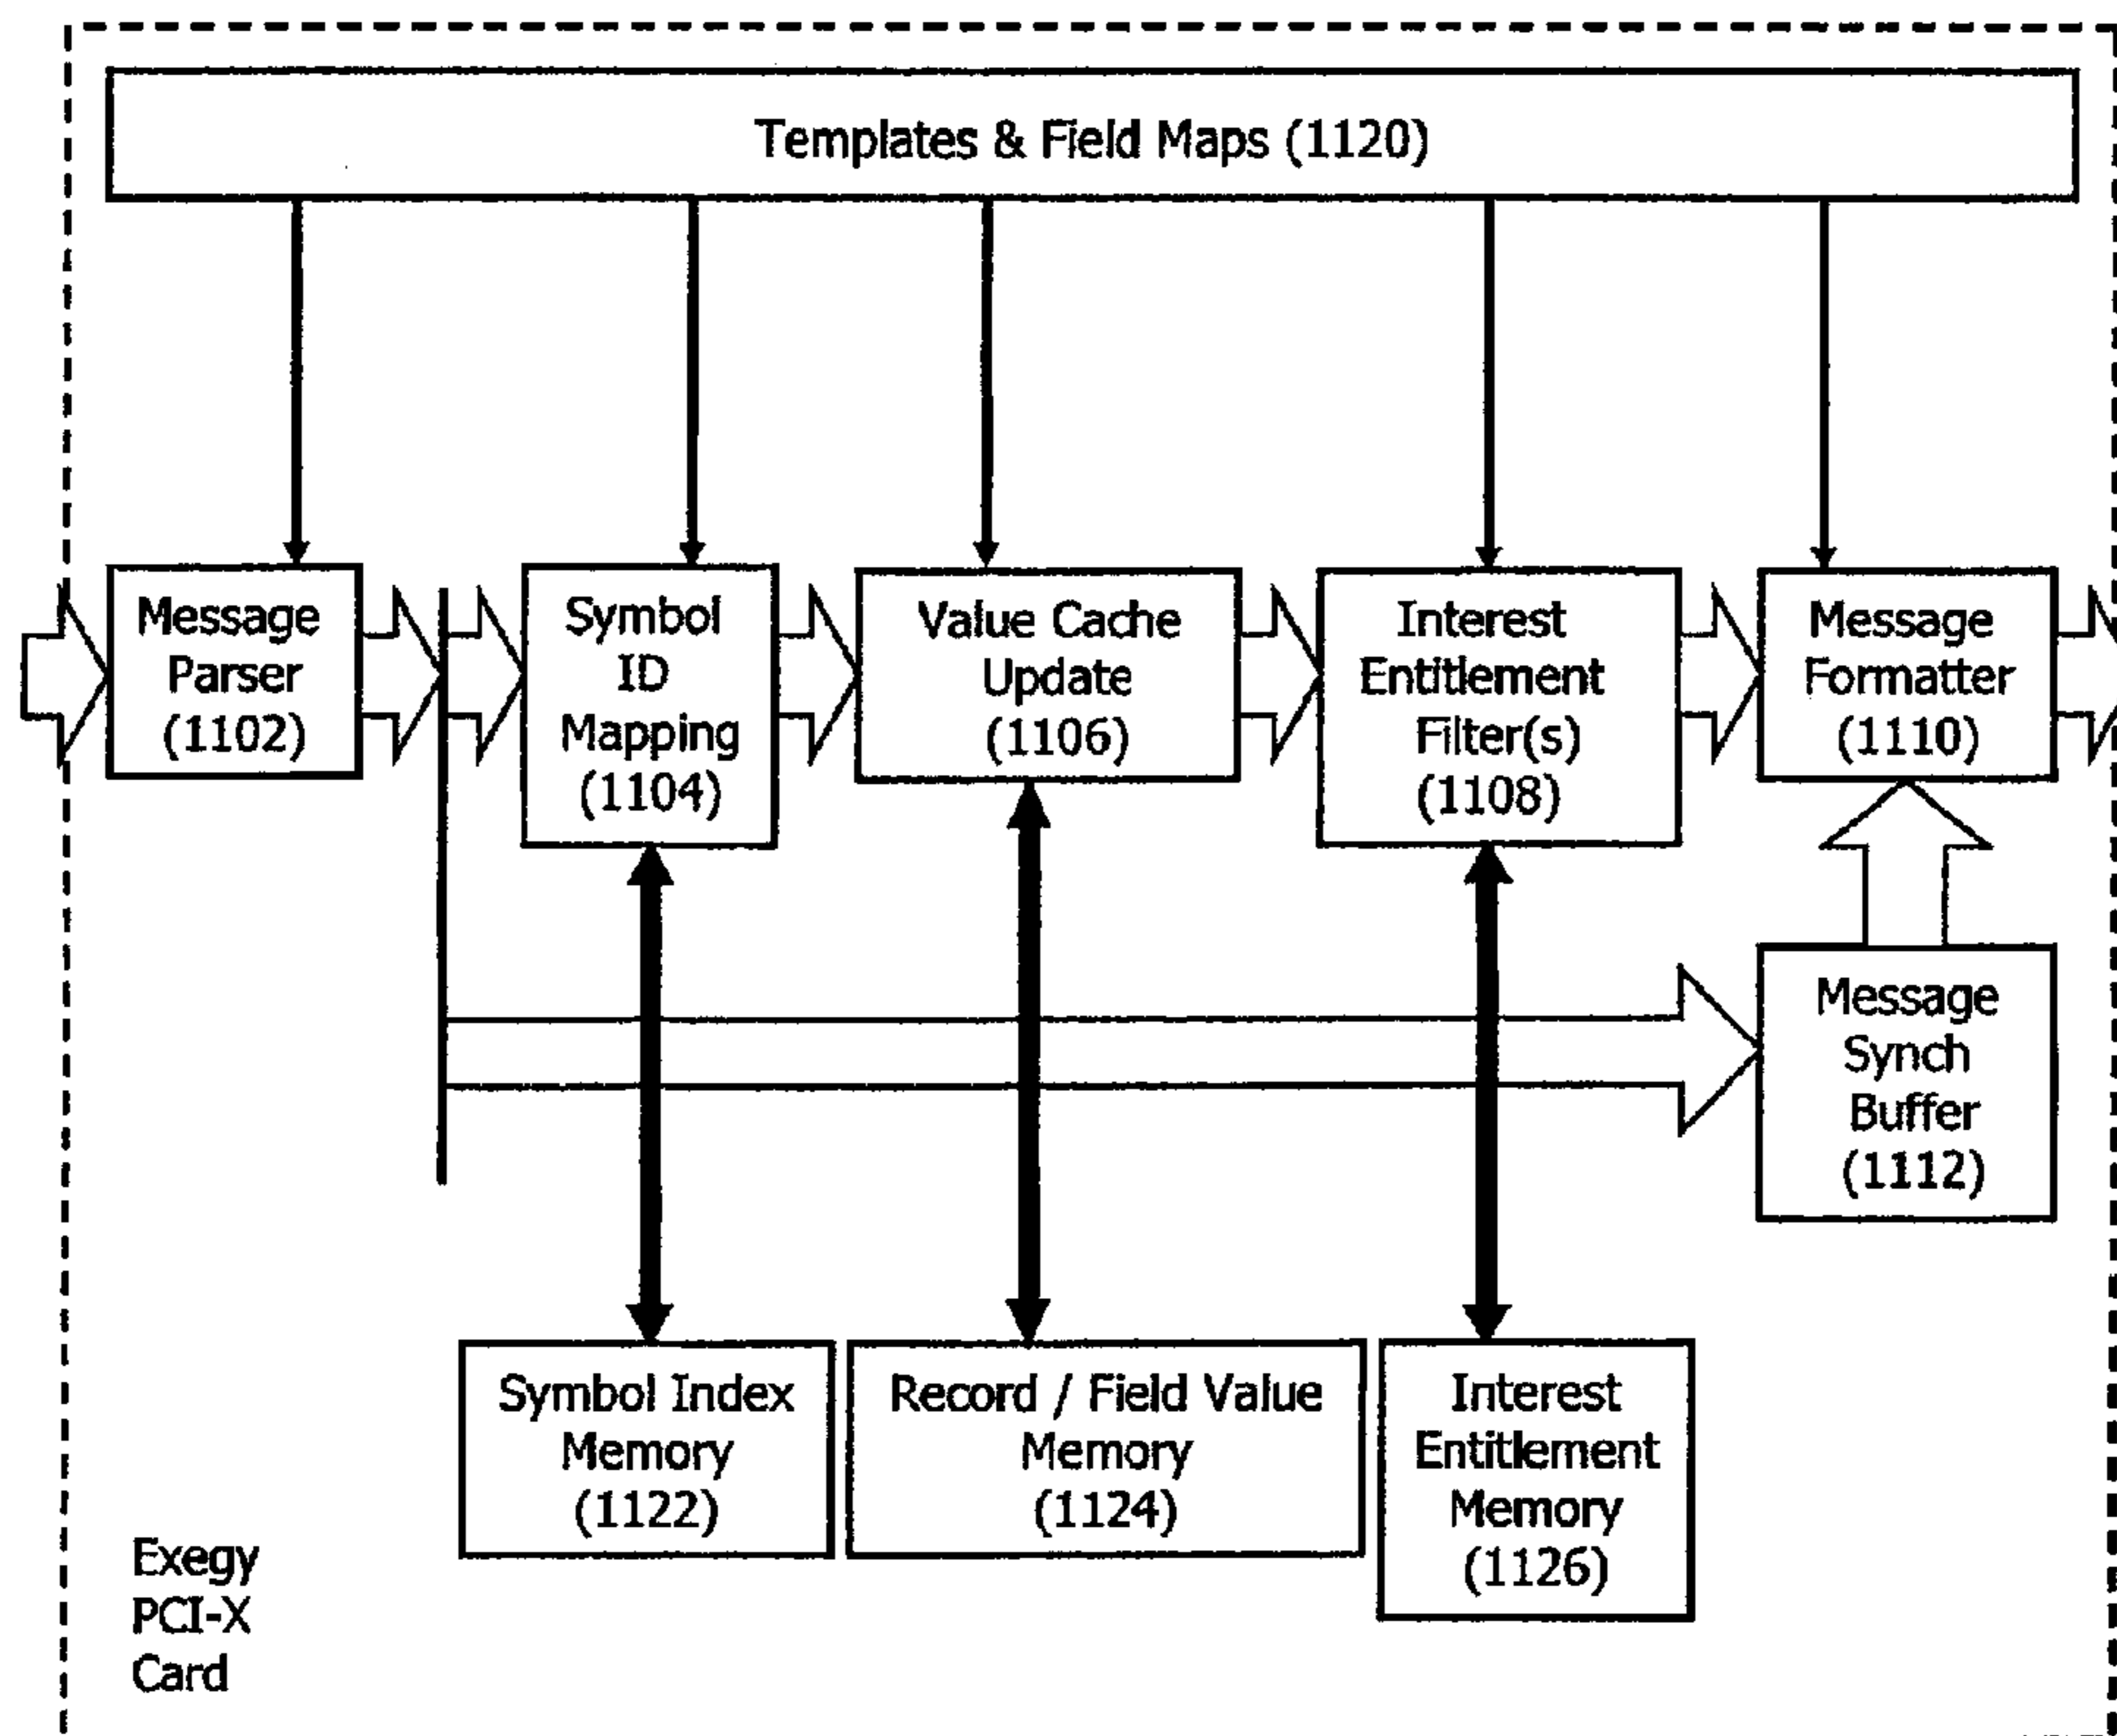 Templates & Field Maps (1120)
Message
Parser
(1102)
Symbol
ID
Mapping
(1104)
Value Cache
Update
(1106)
Interest
Entitlement
Filter(s)
(1108)
Message
Formatter
(1110)
Message
Synch
Buffer
(1112)
Symbol Index
Memory
(1122)
Record / Field Value
Memory
(1124)
Interest
Entitlement
Memory
(1126)
Exegy
PCI-X
Card